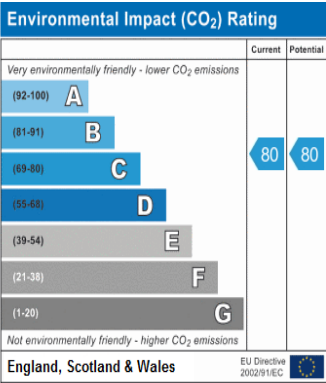 Environmental Impact (CO₂) Rating
Current Potential
Very environmentally friendly - lower CO₂ emissions
(92-100) A
(81-91) B
(69-80) C 80 80
(55-68) D
(39-54) E
(21-38) F
(1-20) G
Not environmentally friendly - higher CO₂ emissions
England, Scotland & Wales
EU Directive
2002/91/EC